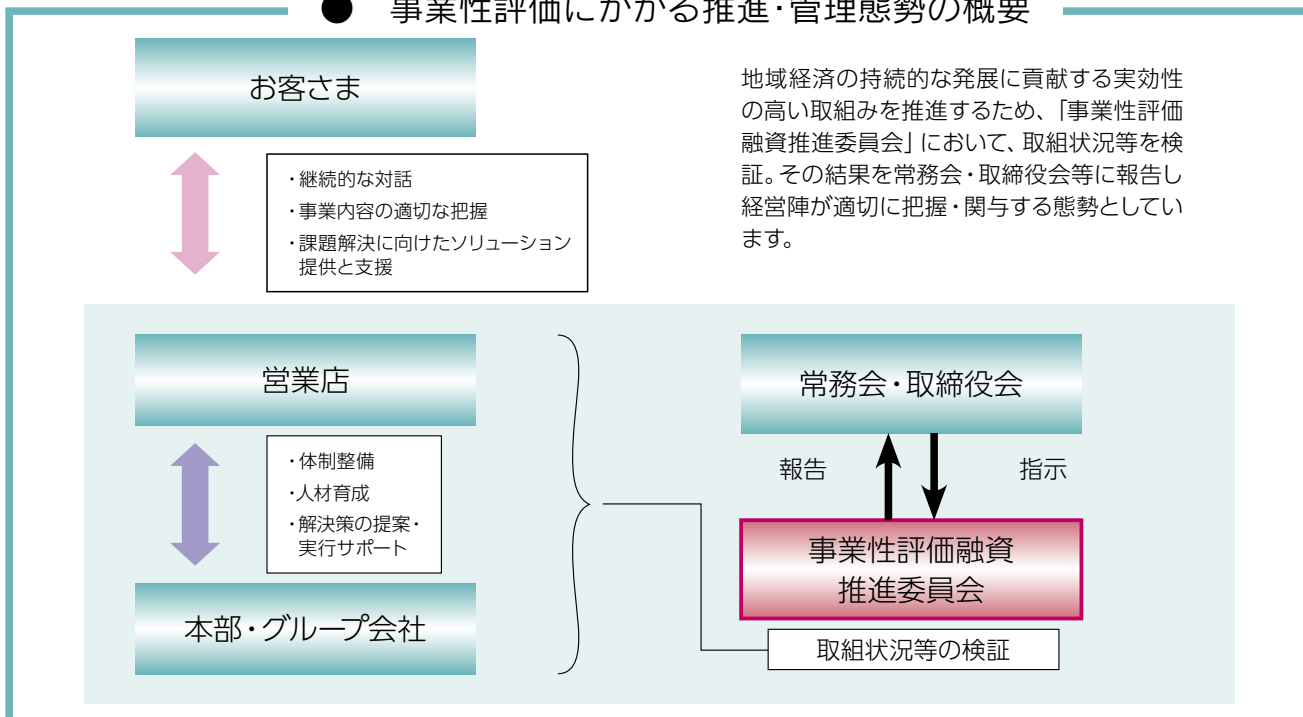 ● 事業性評価にかかる推進・管理態勢の概要
お客さま
地域経済の持続的な発展に貢献する実効性
の高い取組みを推進するため、「事業性評価
融資推進委員会」において、取組状況等を検
証。その結果を常務会・取締役会等に報告し
経営陣が適切に把握・関与する態勢としてい
ます。
・継続的な対話
・事業内容の適切な把握
・課題解決に向けたソリューション
提供と支援
営業店
・体制整備
・人材育成
・解決策の提案・
実行サポート
本部・グループ会社
常務会・取締役会
報告
指示
事業性評価融資
推進委員会
取組状況等の検証